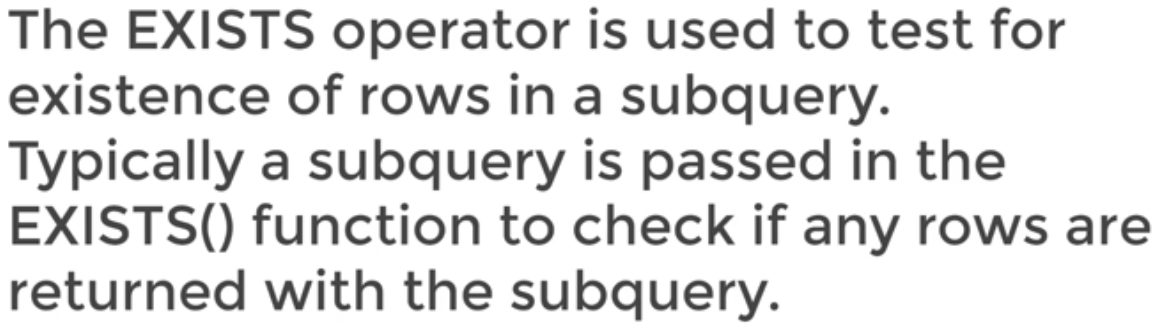 The EXISTS operator is used to test for
existence of rows in a subquery.
Typically a subquery is passed in the
EXISTS() function to check if any rows are
returned with the subquery.